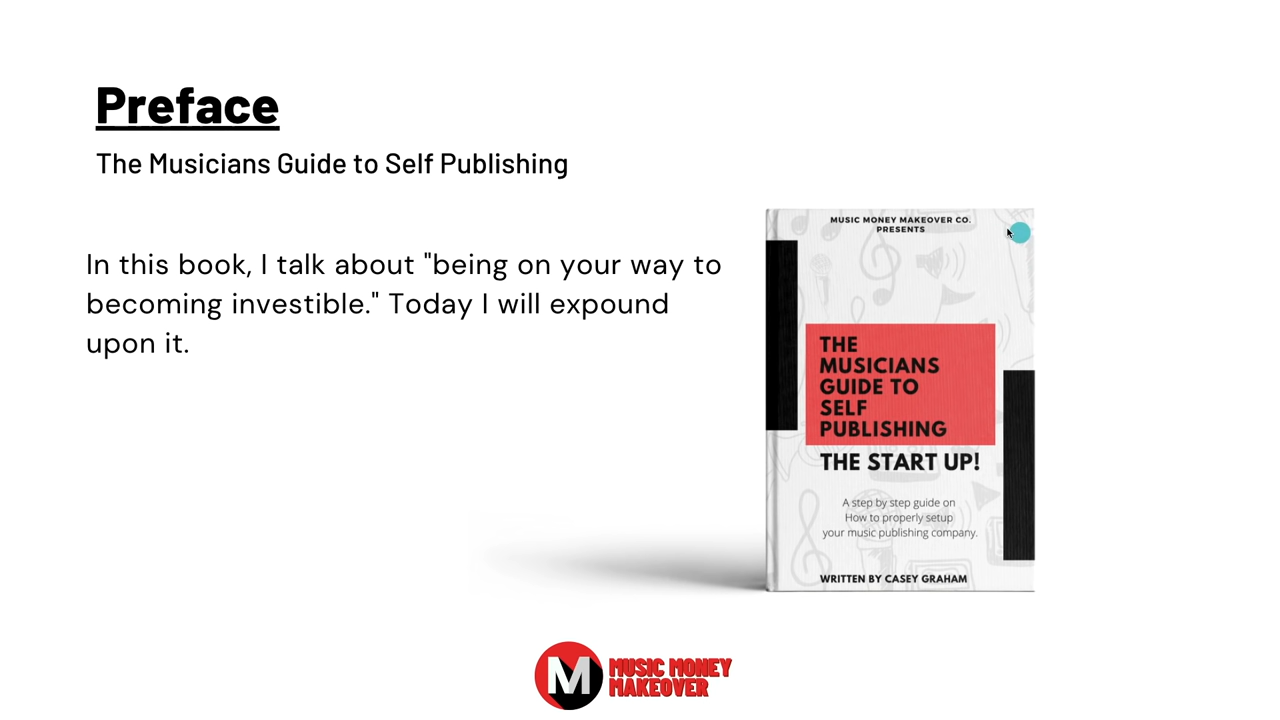 Preface
The Musicians Guide to Self Publishing
In this book, I talk about "being on your way to
becoming investible." Today I will expound
upon it.
MUSIC MONEY MAKEOVER CO.
PRESENTS
THE
MUSICIANS
GUIDE TO
SELF
PUBLISHING
THE START UP!
A step by step guide on
How to properly setup
your music publishing company.
WRITTEN BY CASEY GRAHAM
M
MUSIC MONEY
MAKEOVER